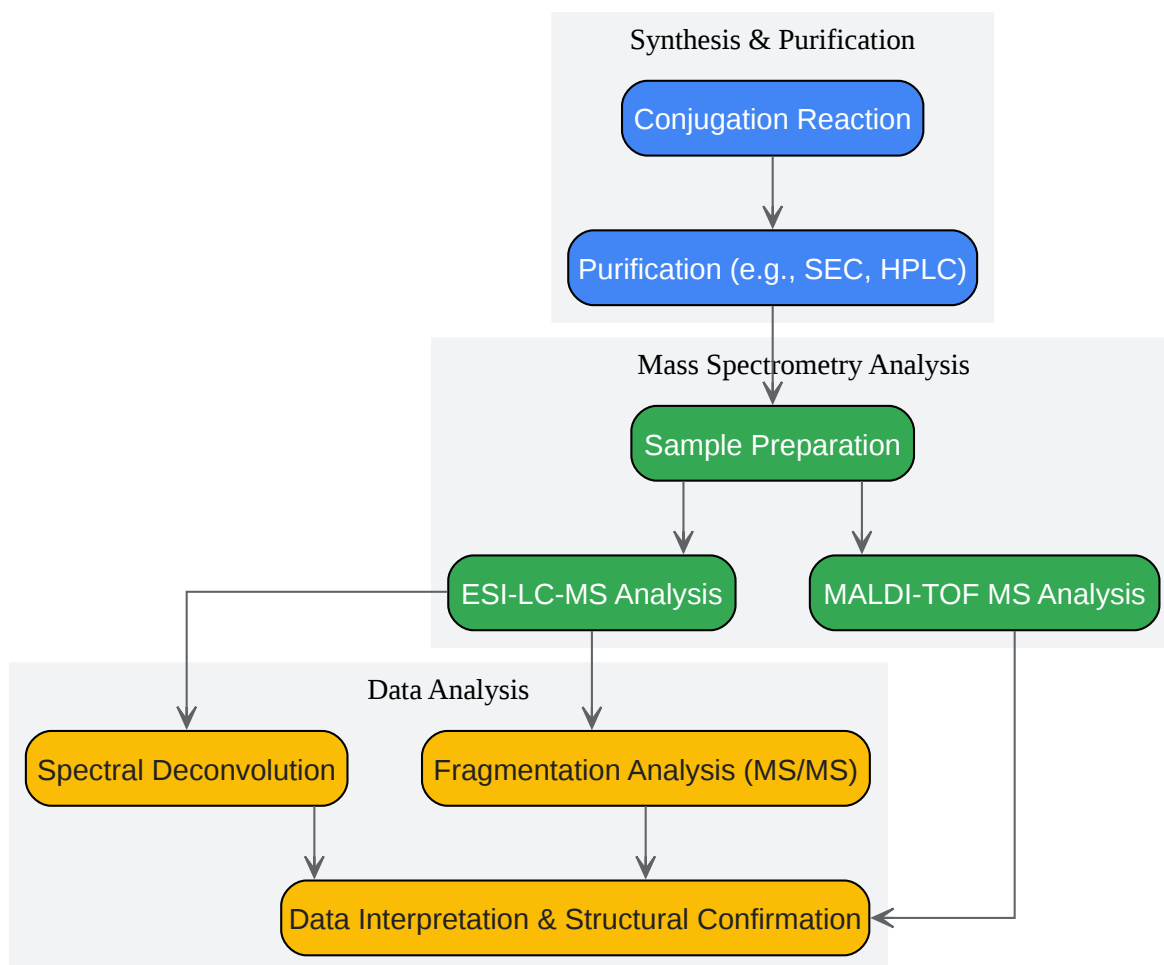 Synthesis & Purification
Conjugation Reaction
Purification (e.g., SEC, HPLC)
Mass Spectrometry Analysis
Sample Preparation
ESI-LC-MS Analysis
MALDI-TOF MS Analysis
Data Analysis
Spectral Deconvolution
Fragmentation Analysis (MS/MS)
Data Interpretation & Structural Confirmation